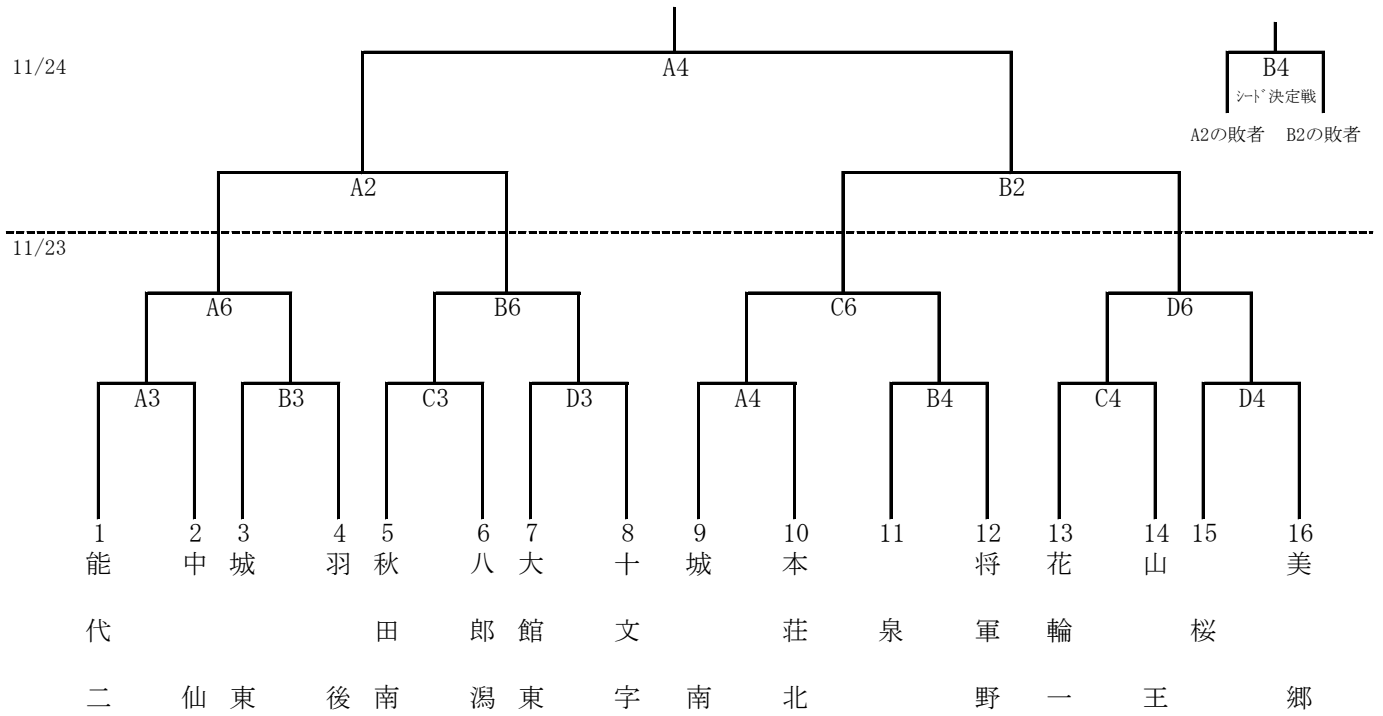 11/24
A4
B4
シード決定戦
A2の敗者 B2の敗者
A2 B2
11/23
A6 B6 C6 D6
A3 B3 C3 D3 A4 B4 C4 D4
1 2 3 4 5 6 7 8 9 10 11 12 13 14 15 16
能代二
中仙
城東
羽後
秋田南
八郎潟
大館東
十文字
城南
本荘北
泉
将軍野
花輪一
山王
桜
美郷